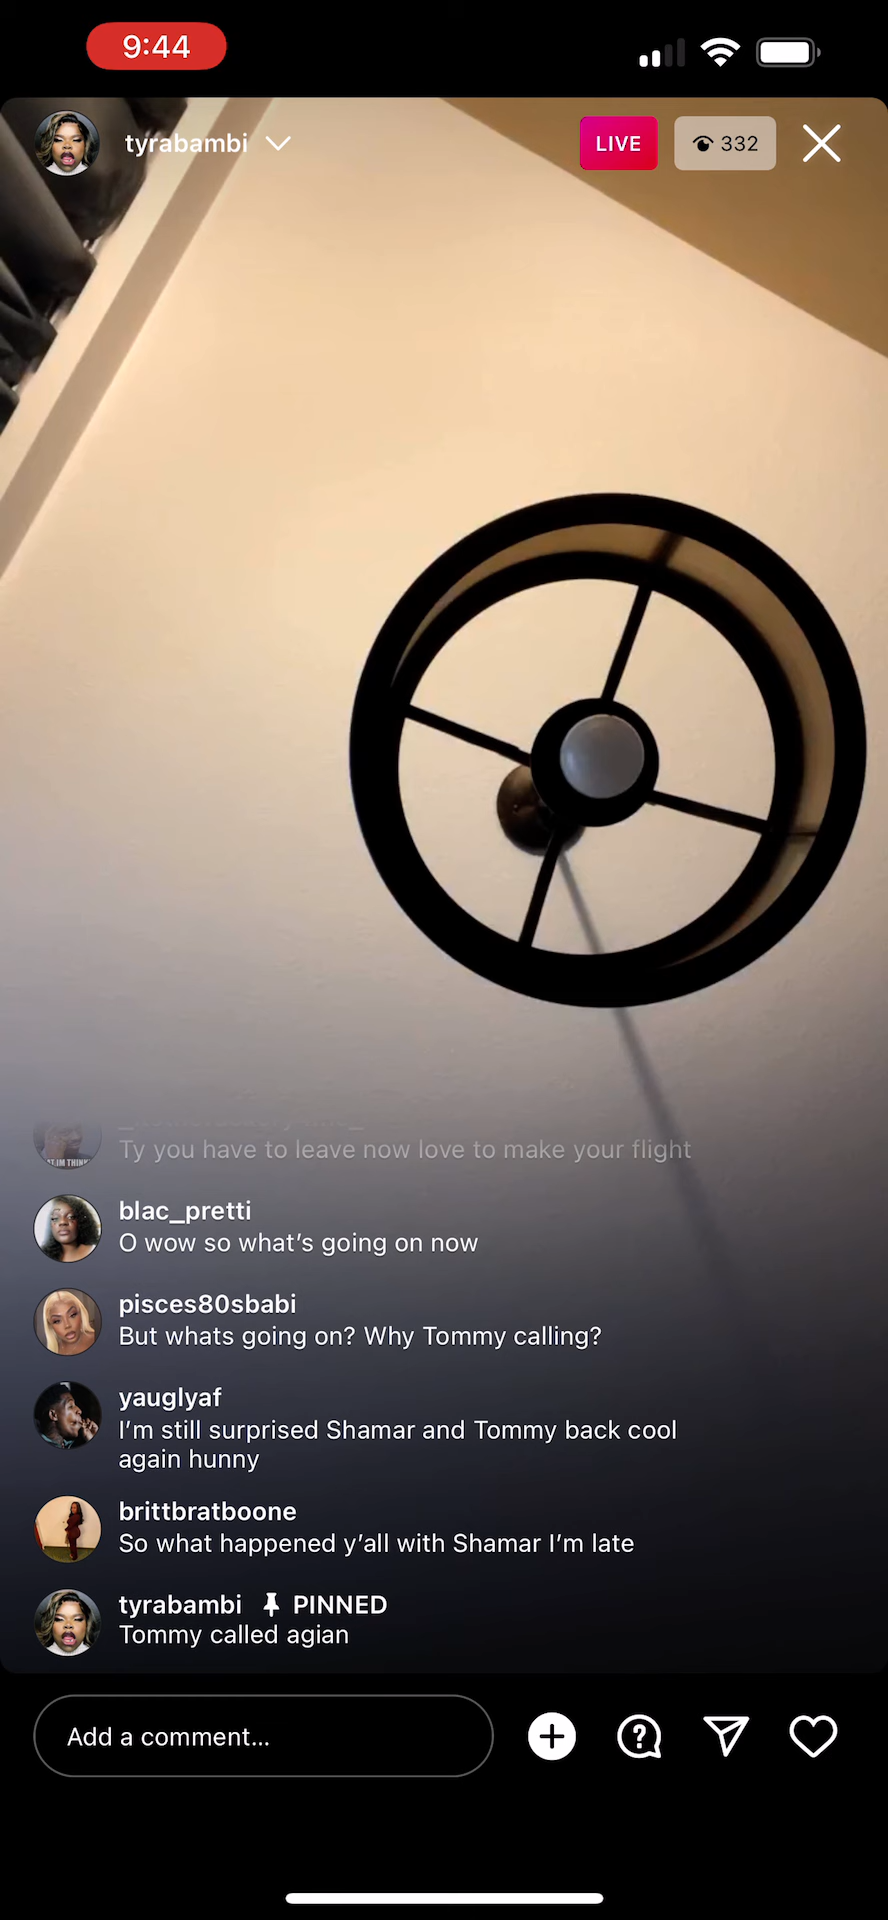 9:44
tyrabambi
LIVE
332
Ty you have to leave now love to make your flight
blac_pretti
O wow so what's going on now
pisces80sbabi
But whats going on? Why Tommy calling?
yauglyaf
I'm still surprised Shamar and Tommy back cool
again hunny
brittbratboone
So what happened y'all with Shamar I'm late
tyrabambi PINNED
Tommy called agian
Add a comment...